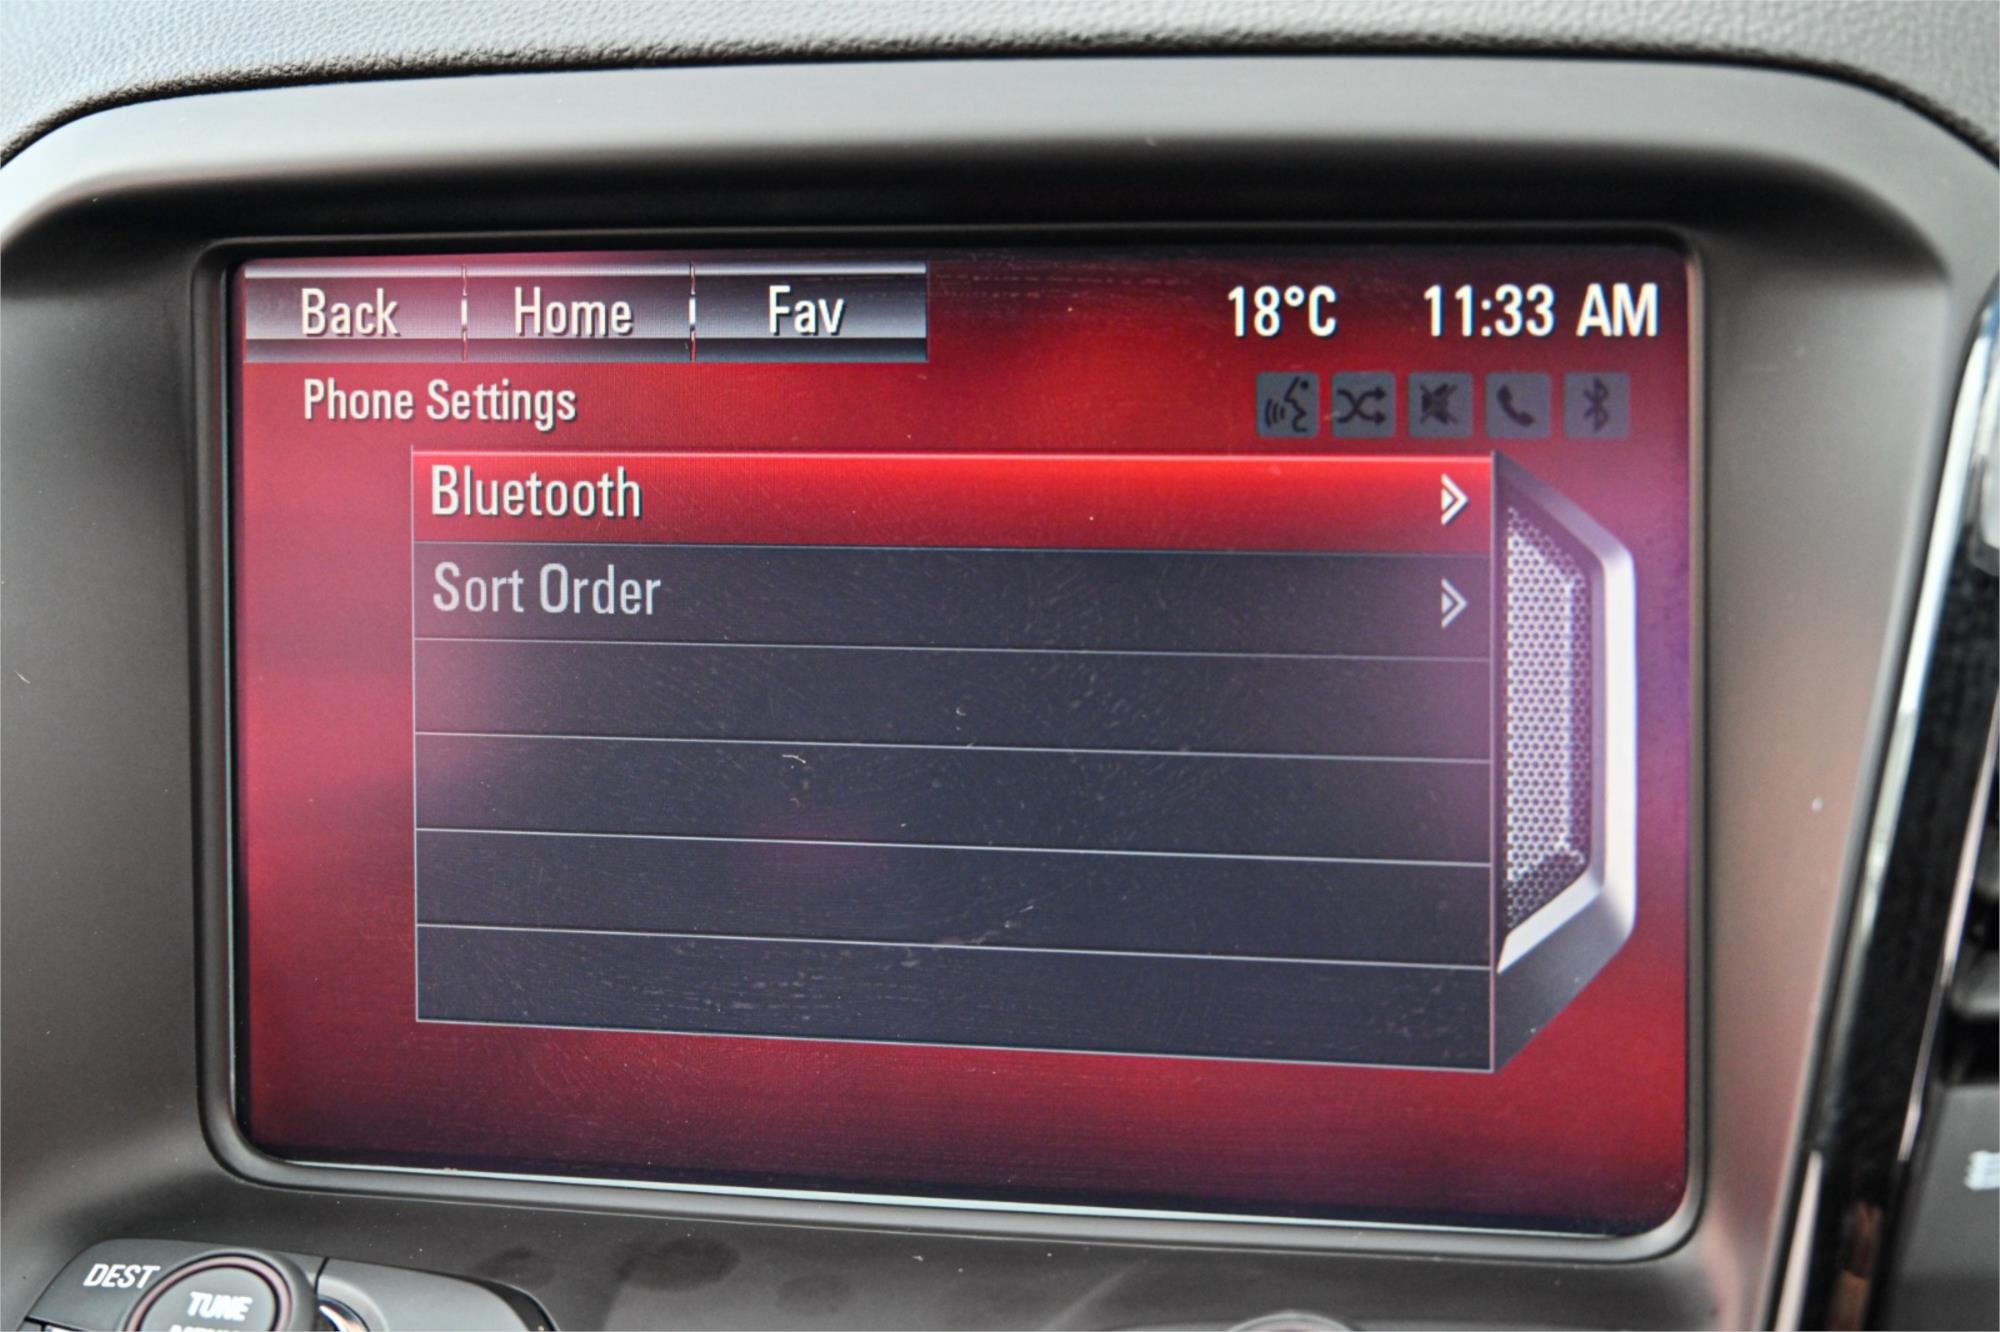 Back Home Fav 18°C 11:33 AM
Phone Settings
Bluetooth
Sort Order
DEST
TUNE